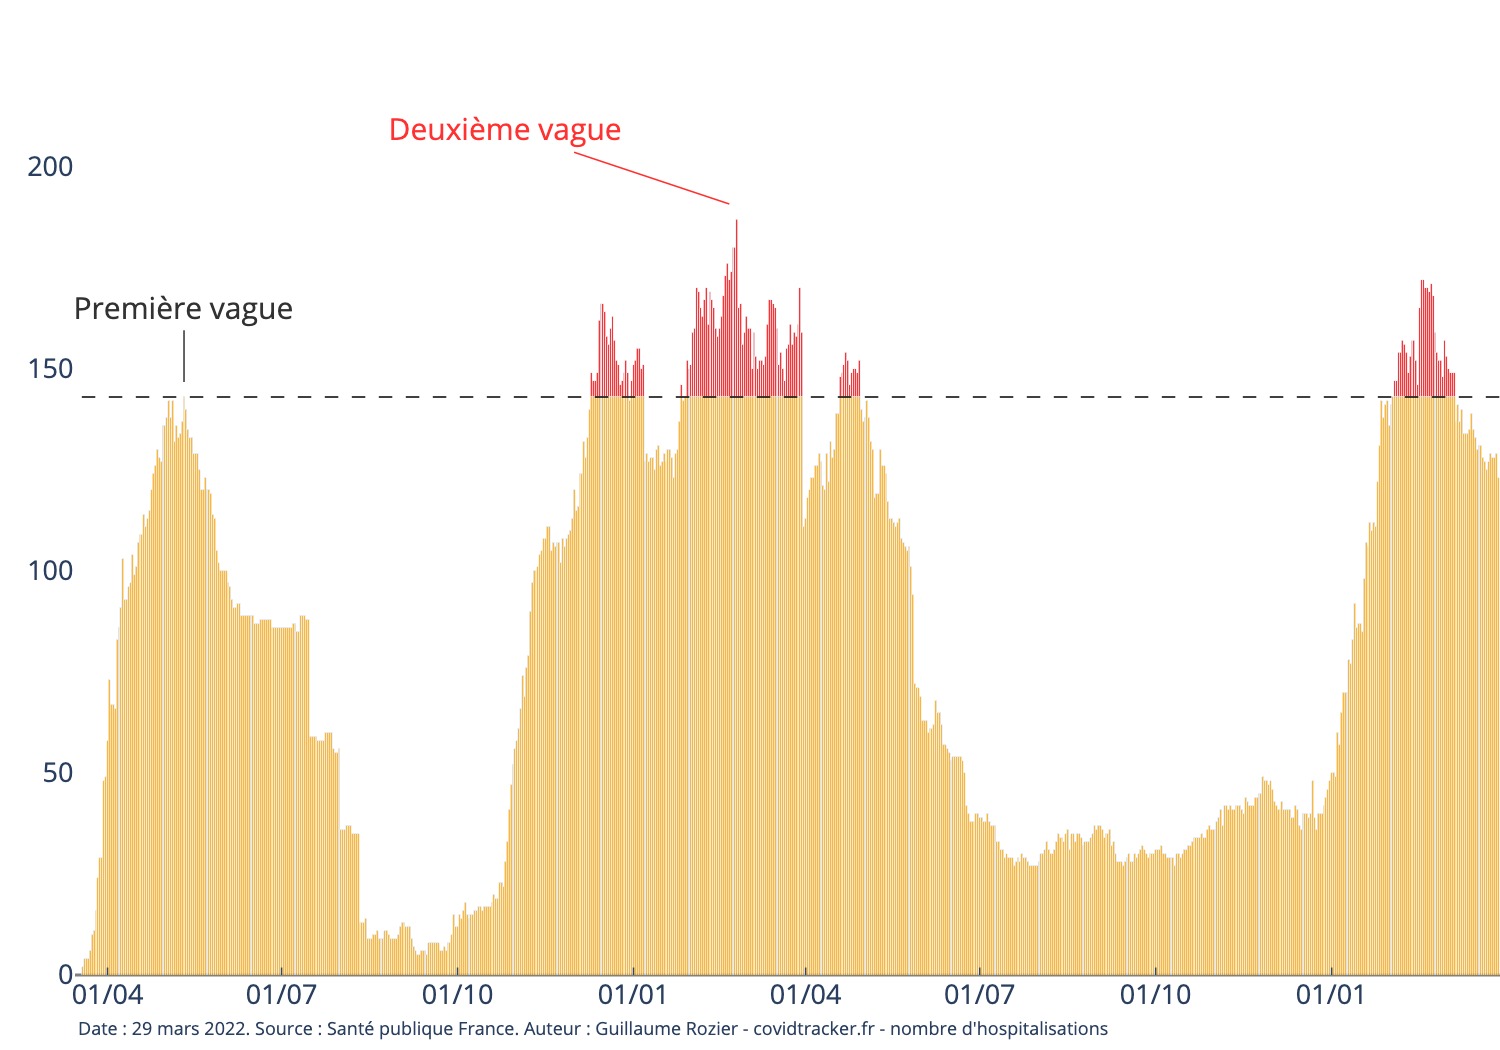 Deuxième vague
200
Première vague
150
100
50
0
01/04 01/07 01/10 01/01 01/04 01/07 01/10 01/01
Date : 29 mars 2022. Source : Santé publique France. Auteur : Guillaume Rozier - covidtracker.fr - nombre d'hospitalisations